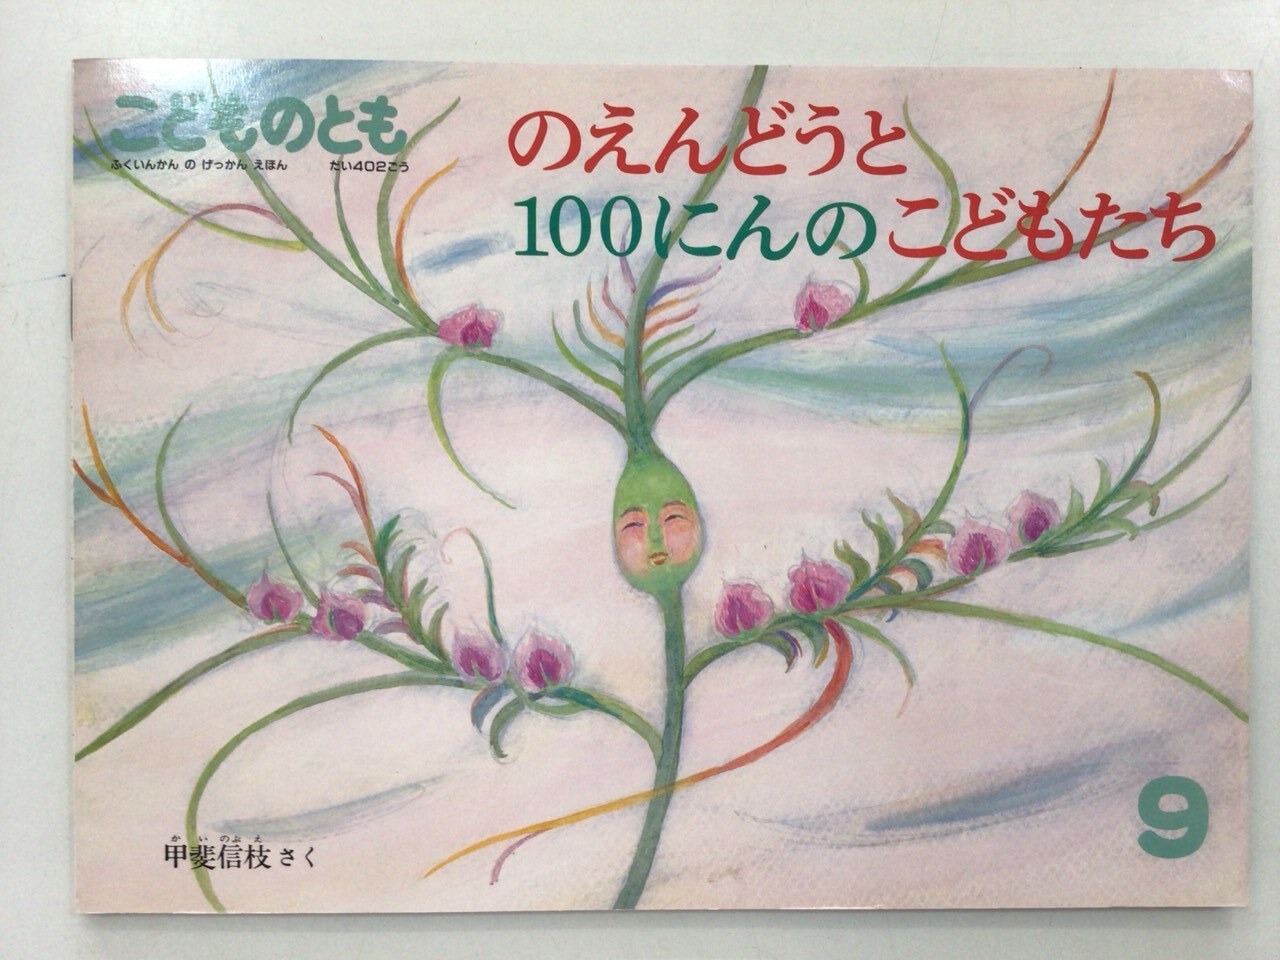 こどものとも
ふくいんかん の げっかん えほん だい402ごう
のえんどうと
100にんのこどもたち
かいのぶえ
甲斐信枝 さく
9